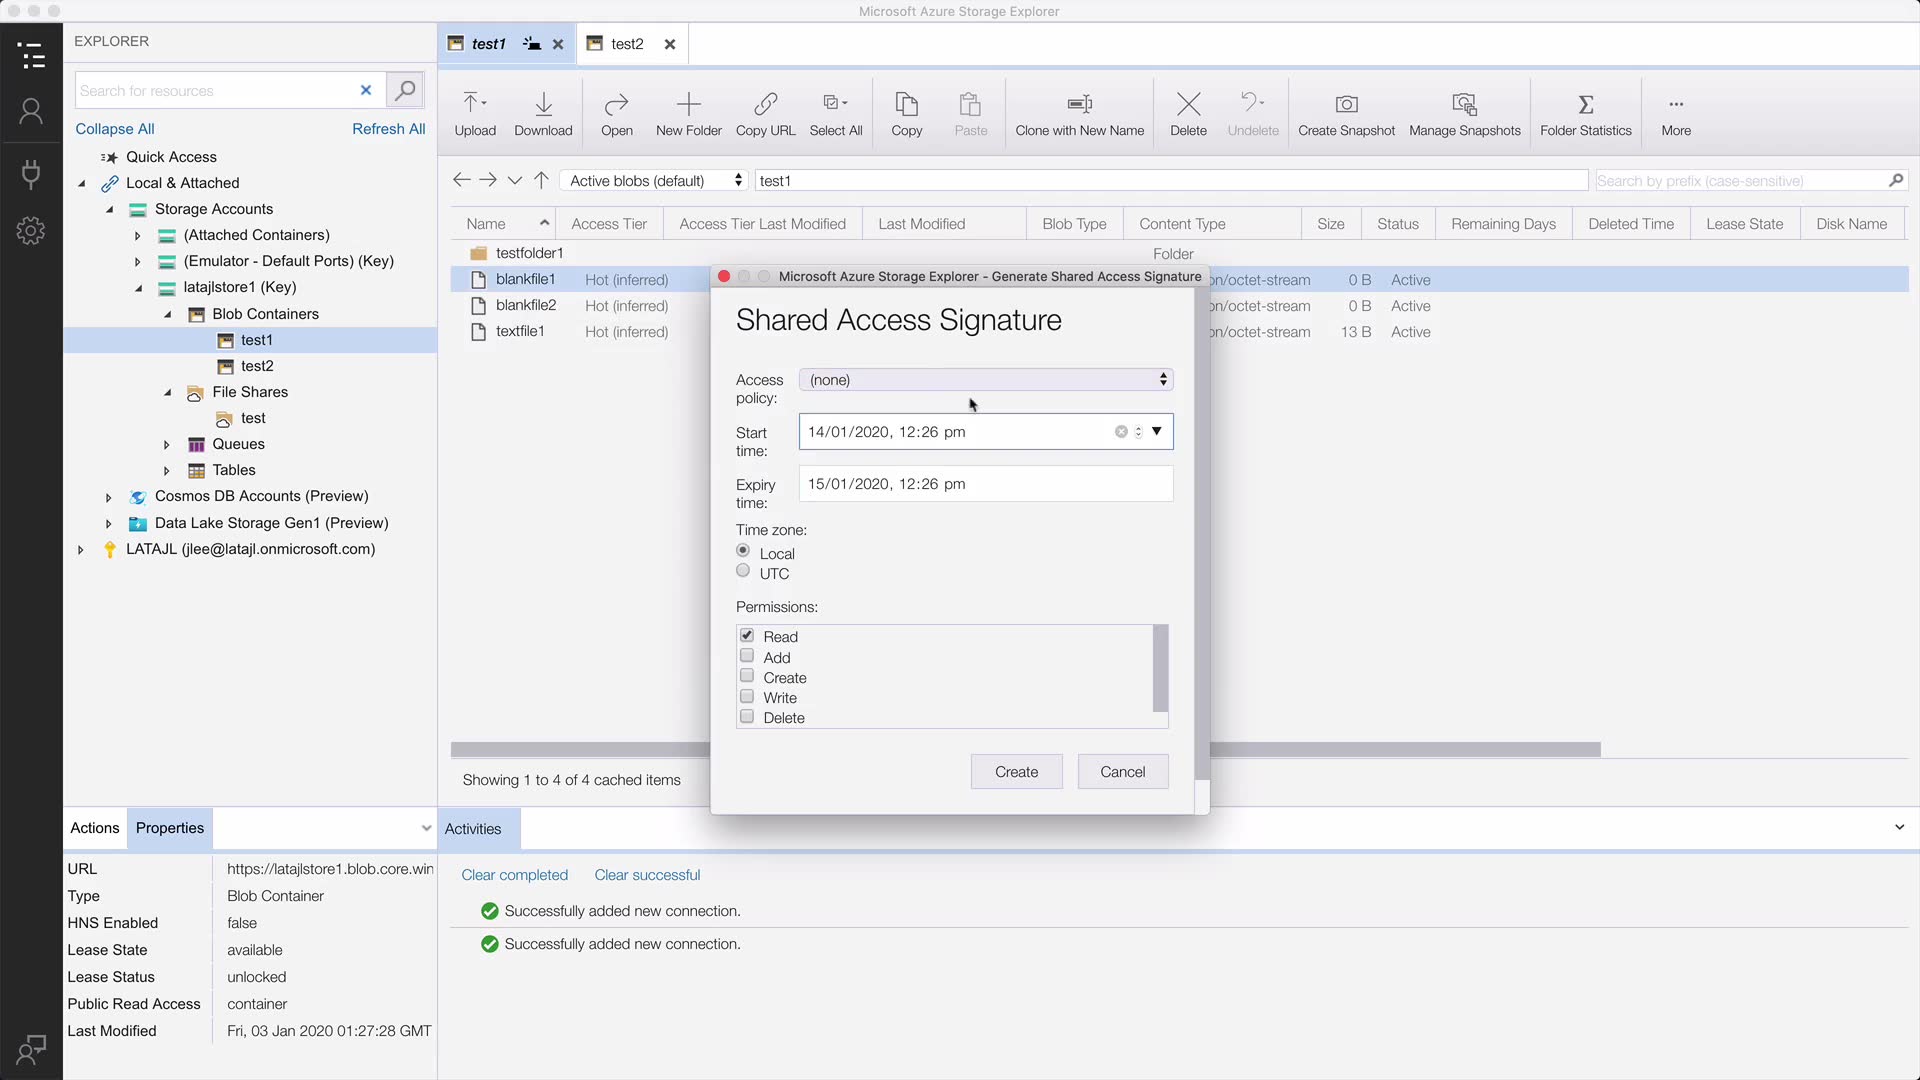 Microsoft Azure Storage Explorer
EXPLORER
Search for resources
Collapse All
Refresh All
Quick Access
Local & Attached
Storage Accounts
(Attached Containers)
(Emulator - Default Ports) (Key)
latajlstore1 (Key)
Blob Containers
test1
test2
File Shares
test
Queues
Tables
Cosmos DB Accounts (Preview)
Data Lake Storage Gen1 (Preview)
LATAJL (jlee@latajl.onmicrosoft.com)
Actions
Properties
URL https://latajlstore1.blob.core.win
Type Blob Container
HNS Enabled false
Lease State available
Lease Status unlocked
Public Read Access container
Last Modified Fri, 03 Jan 2020 01:27:28 GMT
test1
test2
Upload
Download
Open
New Folder
Copy URL
Select All
Copy
Paste
Clone with New Name
Delete
Undelete
Create Snapshot
Manage Snapshots
Folder Statistics
More
Active blobs (default)
test1
Search by prefix (case-sensitive)
Name Access Tier Access Tier Last Modified Last Modified Blob Type Content Type Size Status Remaining Days Deleted Time Lease State Disk Name
testfolder1 Folder
blankfile1 Hot (inferred) on/octet-stream 0 B Active
blankfile2 Hot (inferred) on/octet-stream 0 B Active
textfile1 Hot (inferred) on/octet-stream 13 B Active
Showing 1 to 4 of 4 cached items
Microsoft Azure Storage Explorer - Generate Shared Access Signature
Shared Access Signature
Access policy:
(none)
Start time:
14/01/2020, 12:26 pm
Expiry time:
15/01/2020, 12:26 pm
Time zone:
Local
UTC
Permissions:
Read
Add
Create
Write
Delete
Create
Cancel
Activities
Clear completed
Clear successful
Successfully added new connection.
Successfully added new connection.